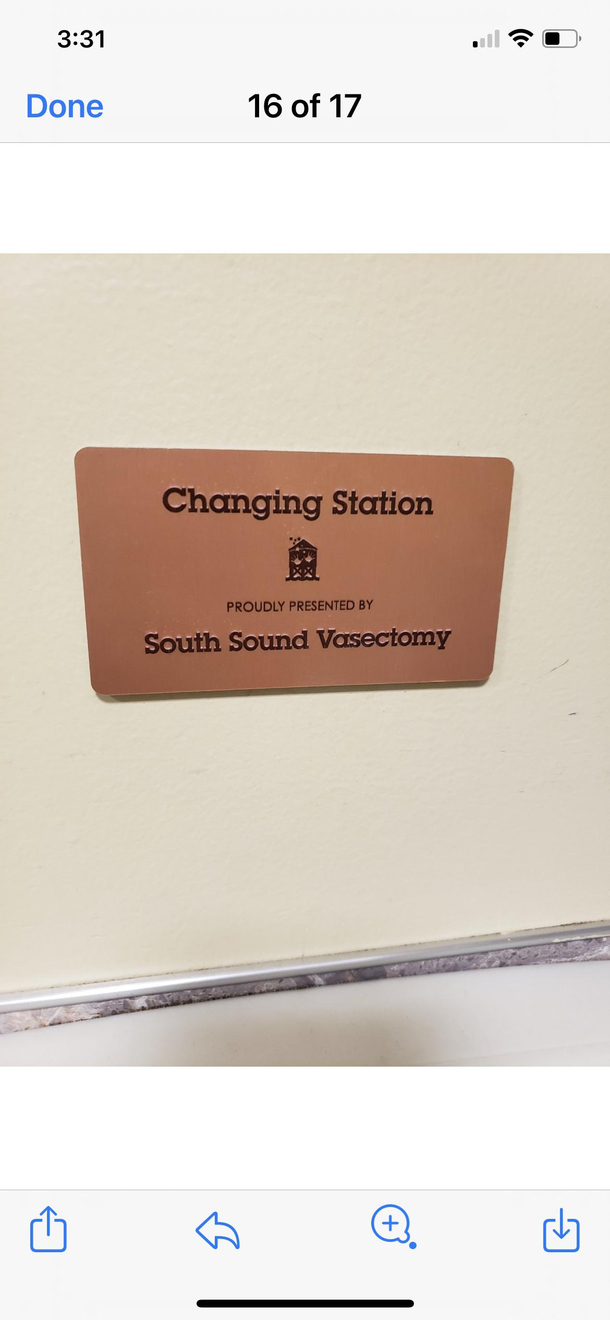 3:31
Done 16 of 17
Changing Station
PROUDLY PRESENTED BY
South Sound Vasectomy